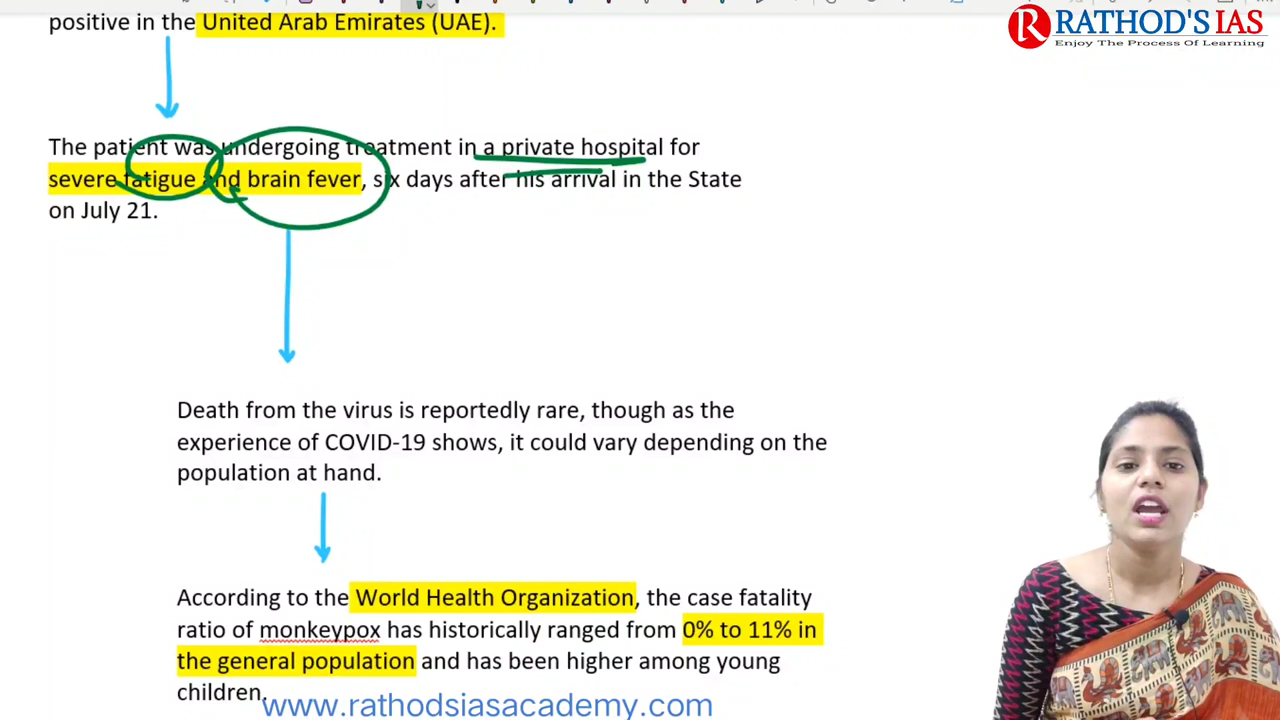 positive in the United Arab Emirates (UAE).
RATHOD'S IAS
Enjoy The Process Of Learning
The patient was undergoing treatment in a private hospital for
severe fatigue and brain fever, six days after his arrival in the State
on July 21.
Death from the virus is reportedly rare, though as the
experience of COVID-19 shows, it could vary depending on the
population at hand.
According to the World Health Organization, the case fatality
ratio of monkeypox has historically ranged from 0% to 11% in
the general population and has been higher among young
children.
www.rathodsiasacademy.com